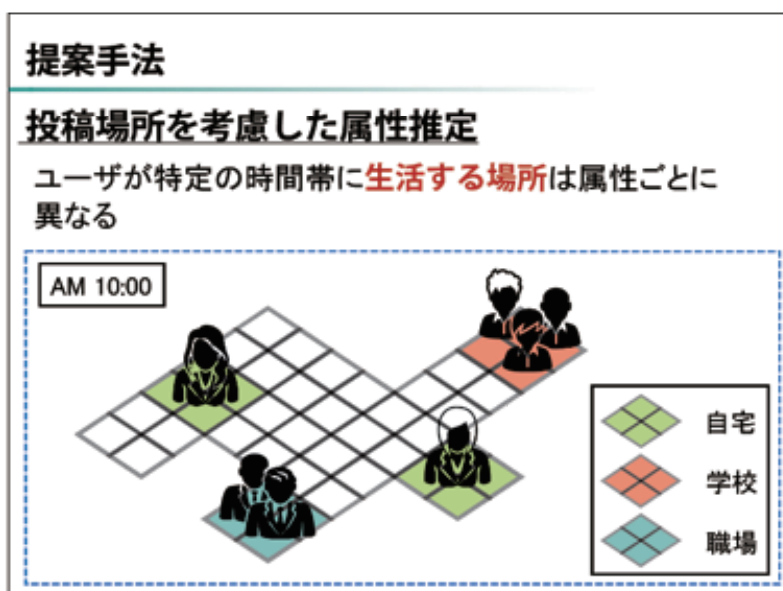 提案手法
投稿場所を考慮した属性推定
ユーザが特定の時間帯に生活する場所は属性ごとに
異なる
AM 10:00
自宅
学校
職場